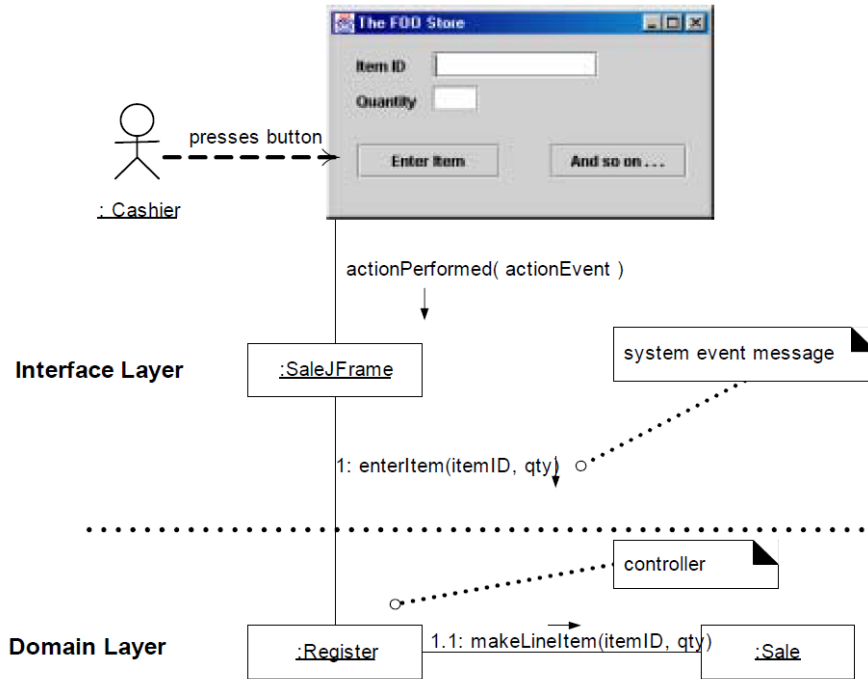 The FOO Store
Item ID
Quantity
Enter Item
And so on . . .
presses button
: Cashier
actionPerformed( actionEvent )
system event message
Interface Layer
:SaleJFrame
1: enterItem(itemID, qty)
controller
Domain Layer
:Register
1.1: makeLineItem(itemID, qty)
:Sale